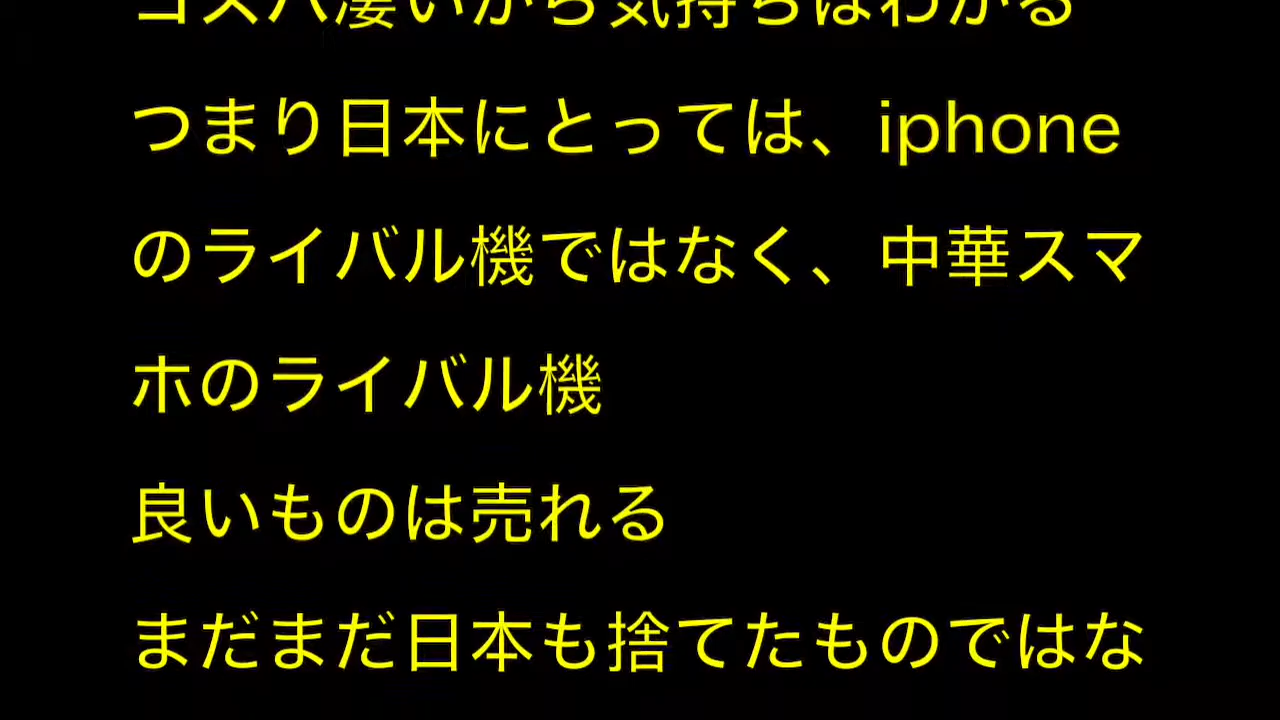 コスパ凄いから気持ちはわかる
つまり日本にとっては、iphone
のライバル機ではなく、中華スマ
ホのライバル機
良いものは売れる
まだまだ日本も捨てたものではな